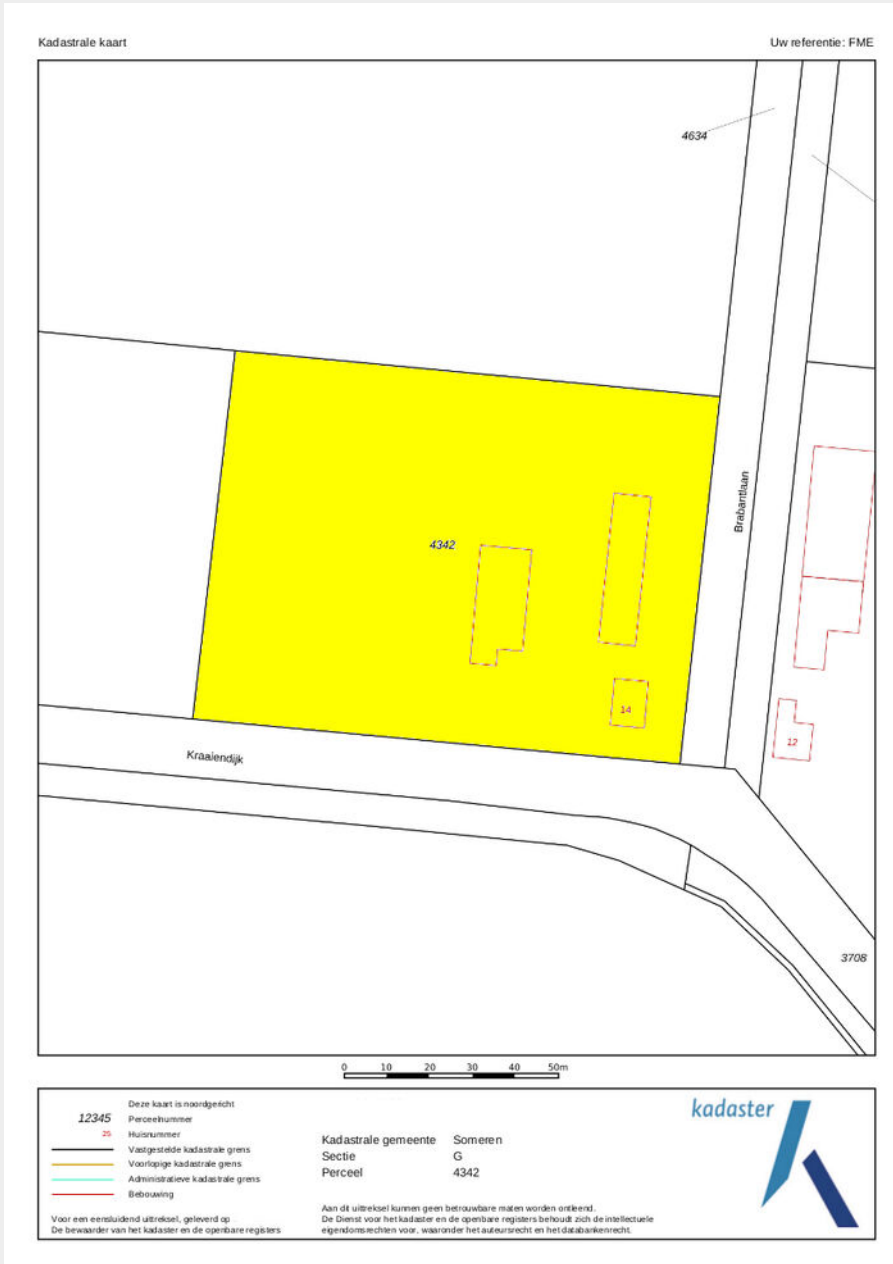 Kadastrale kaart
Uw referentie: FME
4634
Brabantlaan
4342
14
12
Kraaiendijk
3708
0 10 20 30 40 50m
Deze kaart is noordgericht
12345 Perceelnummer
25 Huisnummer
Vastgestelde kadastrale grens
Voorlopige kadastrale grens
Administratieve kadastrale grens
Bebouwing
Voor een eensluidend uittreksel, geleverd op
De bewaarder van het kadaster en de openbare registers
Kadastrale gemeente Someren
Sectie G
Perceel 4342
Aan dit uittreksel kunnen geen betrouwbare maten worden ontleend.
De Dienst voor het kadaster en de openbare registers behoudt zich de intellectuele
eigendomsrechten voor, waaronder het auteursrecht en het databankenrecht.
kadaster